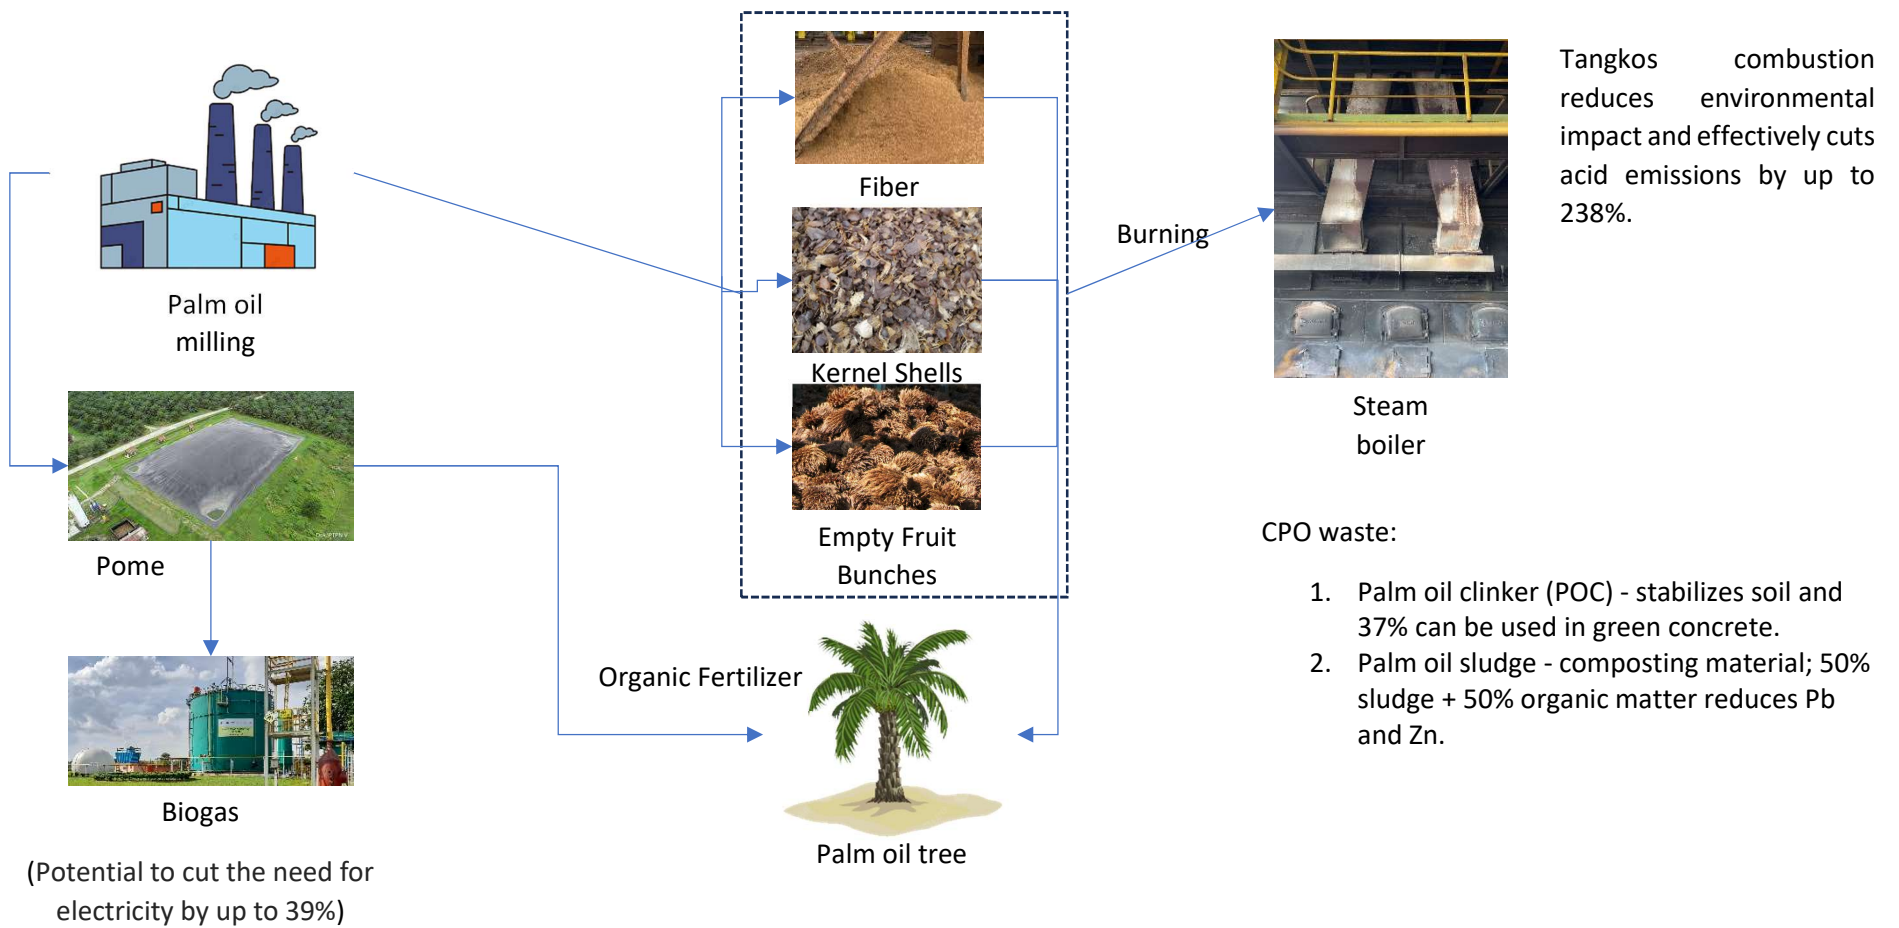 Palm oil
milling
Pome
Biogas
(Potential to cut the need for
electricity by up to 39%)
Fiber
Kernel Shells
Empty Fruit
Bunches
Organic Fertilizer
Palm oil tree
Burning
Steam
boiler
Tangkos combustion
reduces environmental
impact and effectively cuts
acid emissions by up to
238%.
CPO waste:
1. Palm oil clinker (POC) - stabilizes soil and
37% can be used in green concrete.
2. Palm oil sludge - composting material; 50%
sludge + 50% organic matter reduces Pb
and Zn.